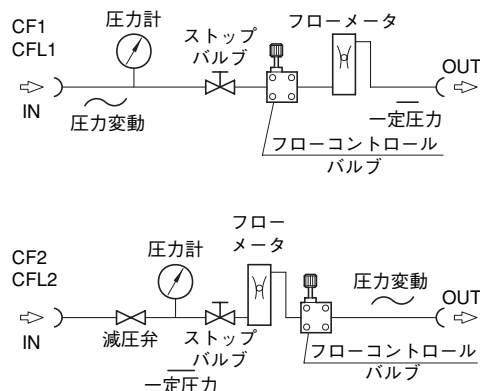 CF1
CFL1
圧力計
ストップ
バルブ
フローメータ
IN
圧力変動
OUT
一定圧力
フローコントロール
バルブ
CF2
CFL2
圧力計
フロー
メータ
圧力変動
OUT
IN
減圧弁
ストップ
バルブ
一定圧力
フローコントロール
バルブ